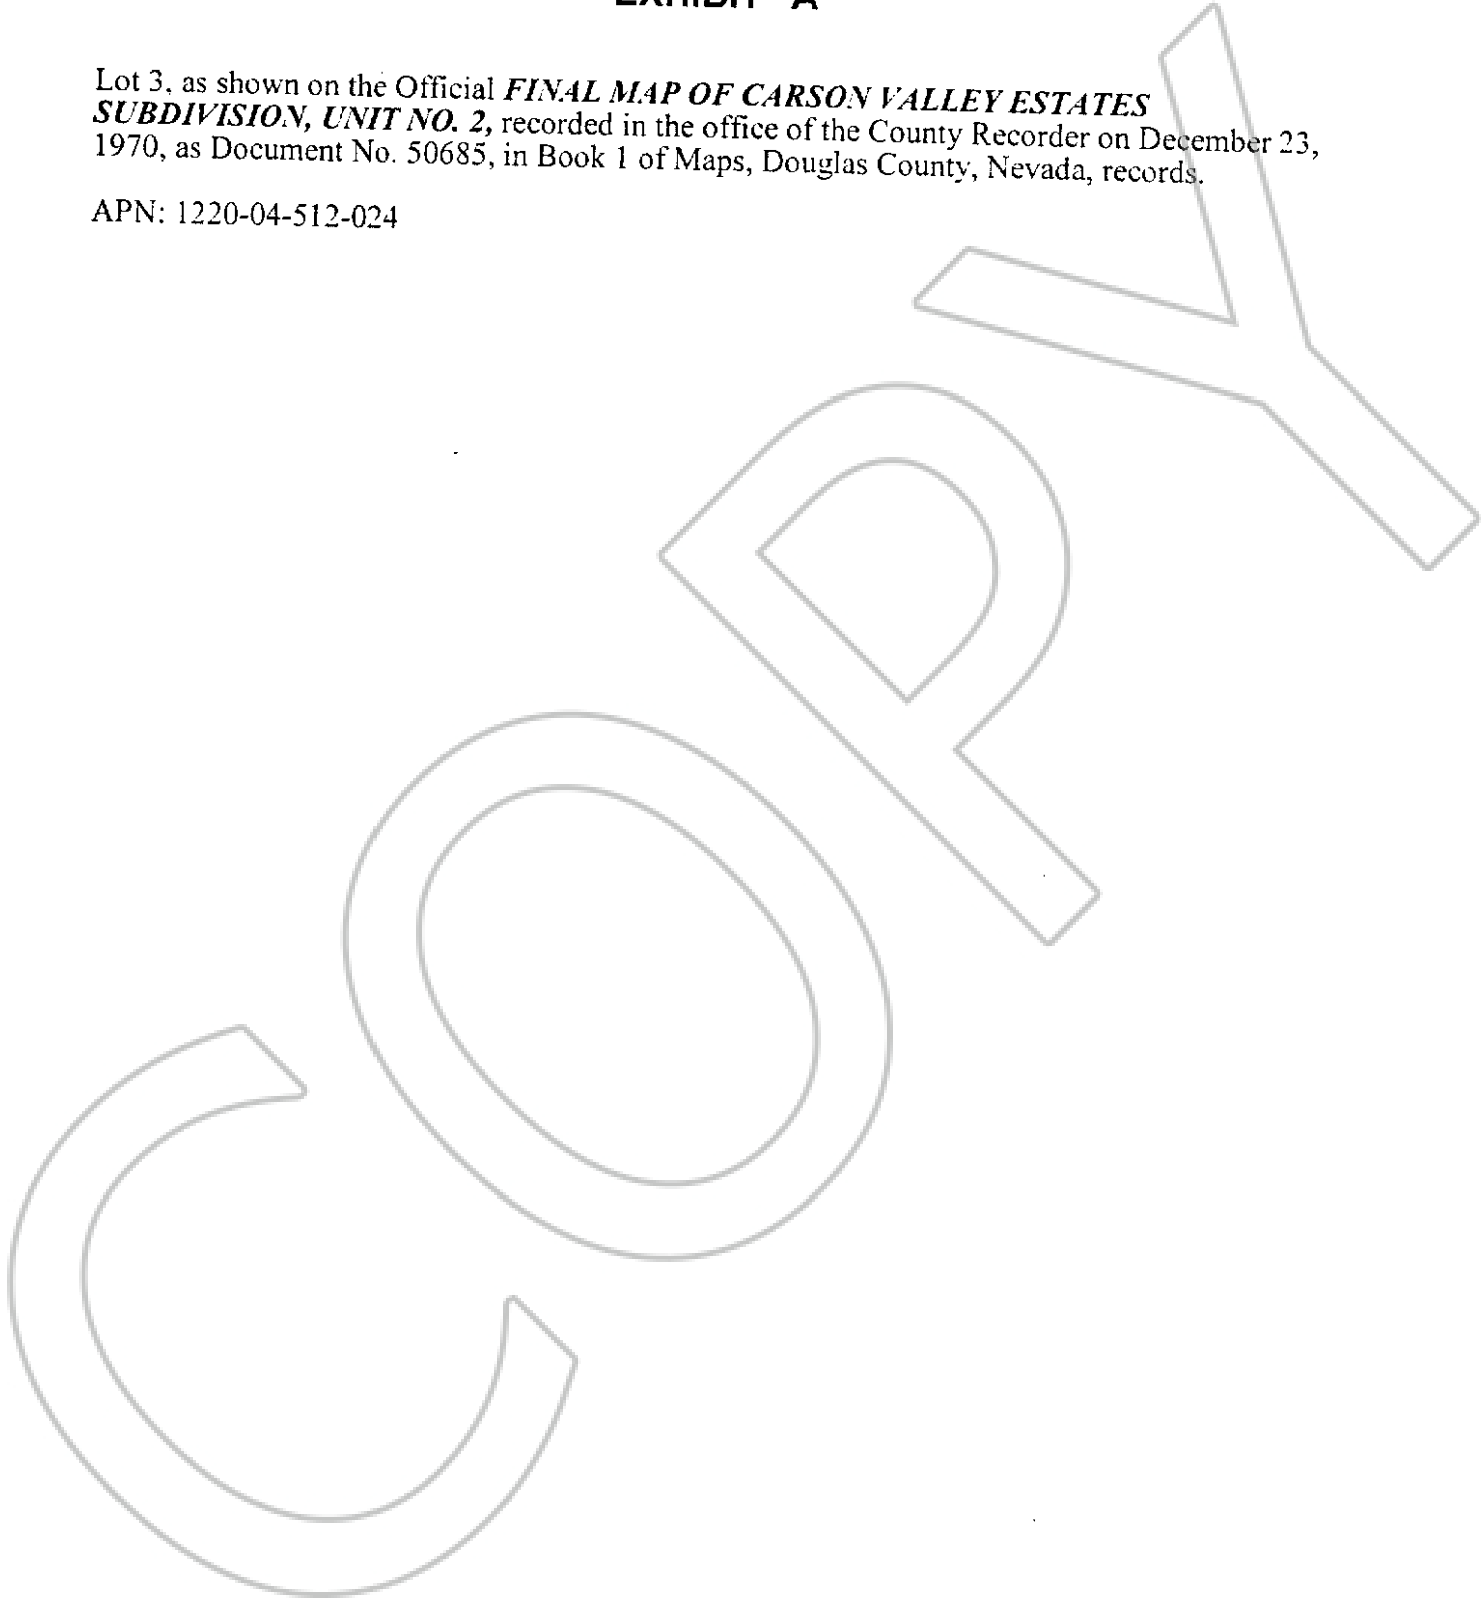 EXHIBIT "A"
Lot 3, as shown on the Official FINAL MAP OF CARSON VALLEY ESTATES
SUBDIVISION, UNIT NO. 2, recorded in the office of the County Recorder on December 23,
1970, as Document No. 50685, in Book 1 of Maps, Douglas County, Nevada, records.
APN: 1220-04-512-024
COPY